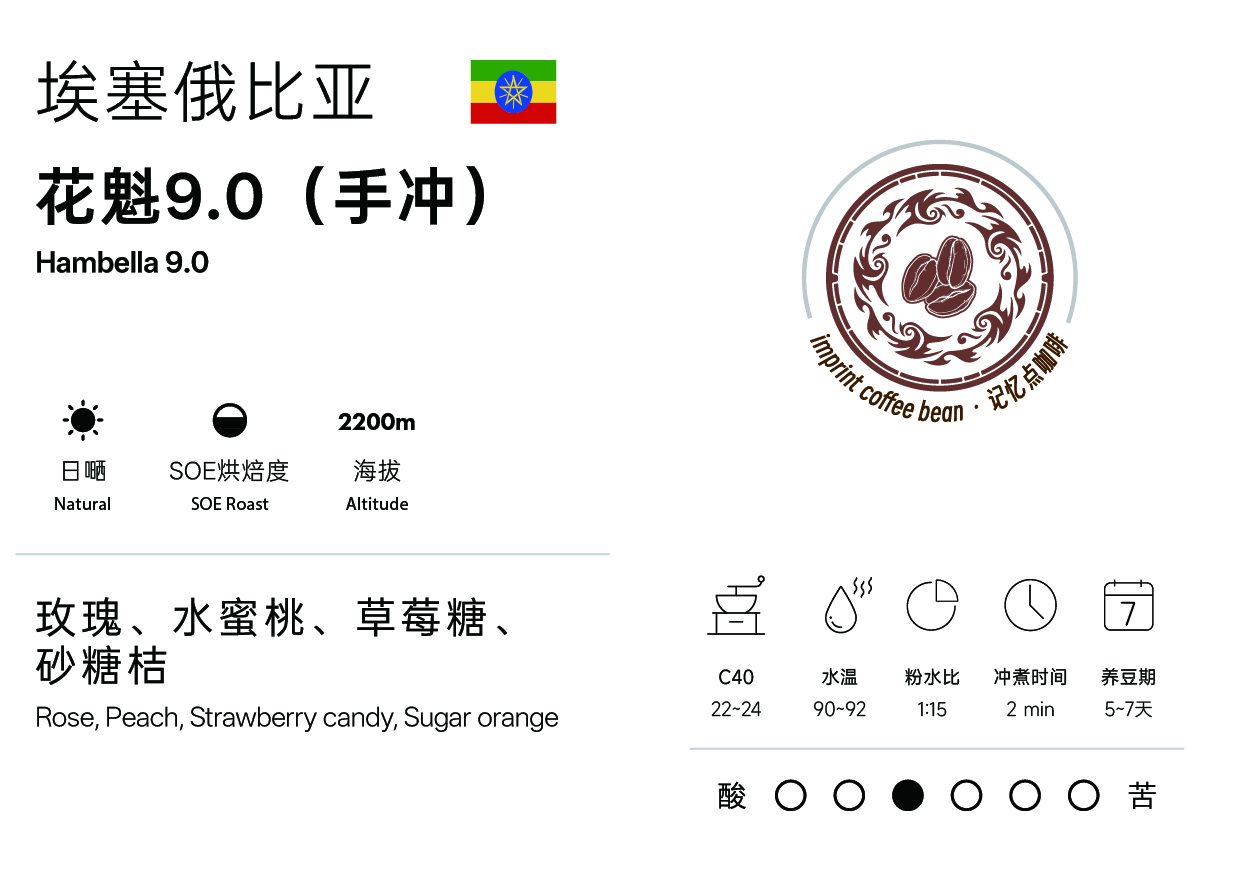 埃塞俄比亚
花魁9.0（手冲）
Hambella 9.0
2200m
日晒 SOE烘焙度 海拔
Natural SOE Roast Altitude
玫瑰、水蜜桃、草莓糖、
砂糖桔
Rose, Peach, Strawberry candy, Sugar orange
imprint coffee bean · 记忆点咖啡
7
C40 水温 粉水比 冲煮时间 养豆期
22~24 90~92 1:15 2 min 5~7天
酸 苦